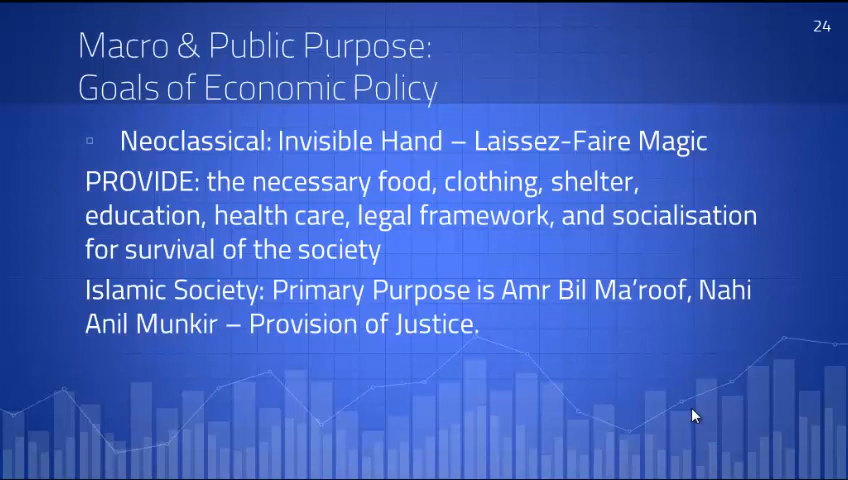 24
Macro & Public Purpose:
Goals of Economic Policy
▫ Neoclassical: Invisible Hand – Laissez-Faire Magic
PROVIDE: the necessary food, clothing, shelter,
education, health care, legal framework, and socialisation
for survival of the society
Islamic Society: Primary Purpose is Amr Bil Ma’roof, Nahi
Anil Munkir – Provision of Justice.